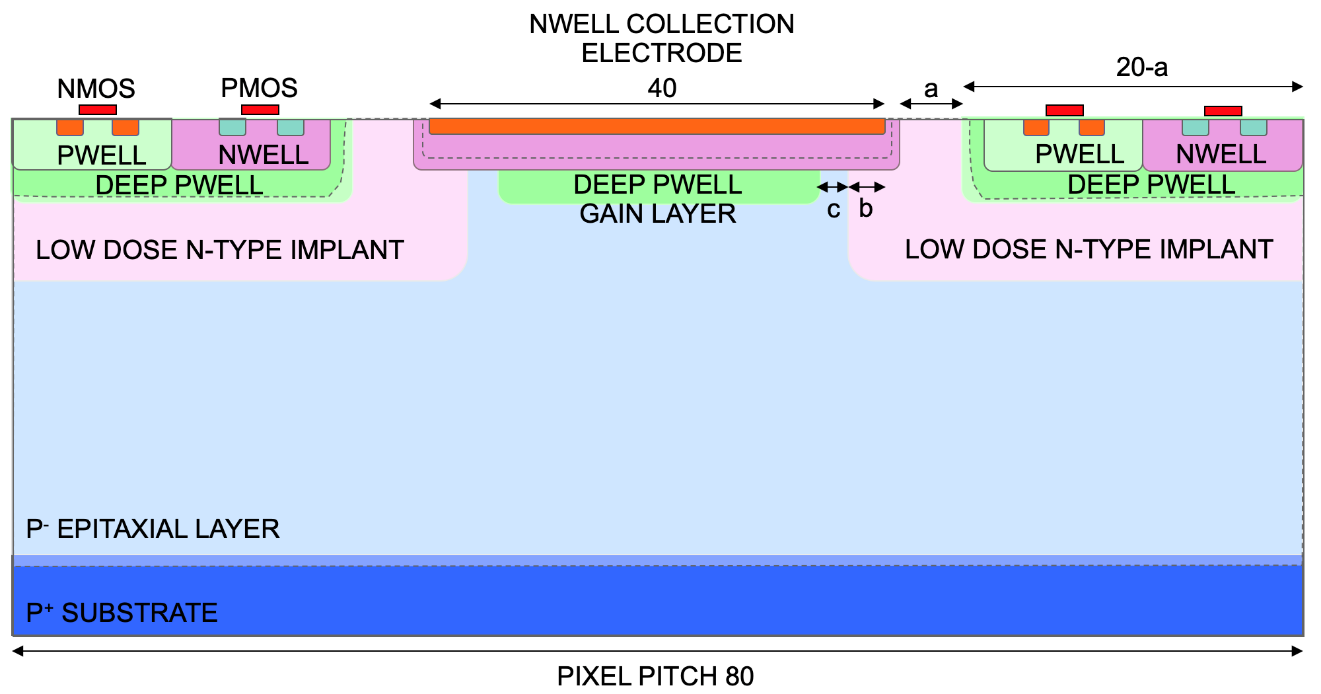 NWELL COLLECTION
ELECTRODE
20-a
NMOS
PMOS
40
a
PWELL
NWELL
PWELL
NWELL
DEEP PWELL
DEEP PWELL
DEEP PWELL
GAIN LAYER
c
b
LOW DOSE N-TYPE IMPLANT
LOW DOSE N-TYPE IMPLANT
P⁻ EPITAXIAL LAYER
P⁺ SUBSTRATE
PIXEL PITCH 80